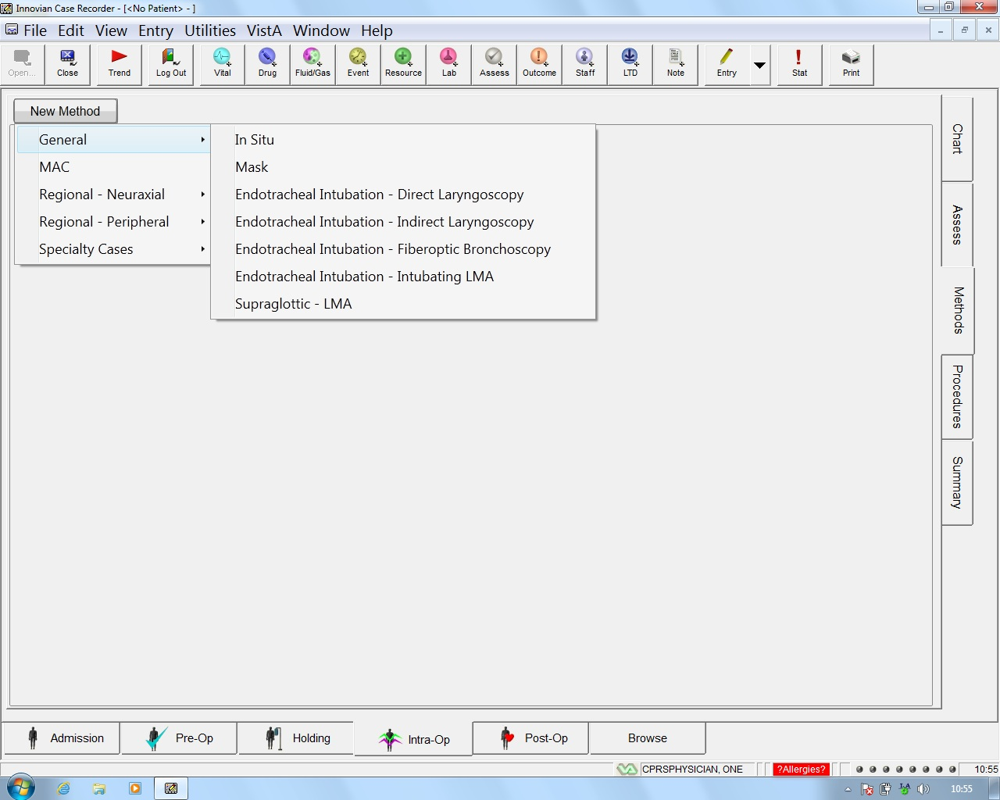 Innovian Case Recorder - [<No Patient> - ]
File Edit View Entry Utilities VistA Window Help
Open... Close Trend Log Out Vital Drug Fluid/Gas Event Resource Lab Assess Outcome Staff LTD Note Entry Stat Print
New Method
General
MAC
Regional - Neuraxial
Regional - Peripheral
Specialty Cases
In Situ
Mask
Endotracheal Intubation - Direct Laryngoscopy
Endotracheal Intubation - Indirect Laryngoscopy
Endotracheal Intubation - Fiberoptic Bronchoscopy
Endotracheal Intubation - Intubating LMA
Supraglottic - LMA
Chart
Assess
Methods
Procedures
Summary
Admission Pre-Op Holding Intra-Op Post-Op Browse
CPRSPHYSICIAN, ONE ?Allergies? 10:55
10:55